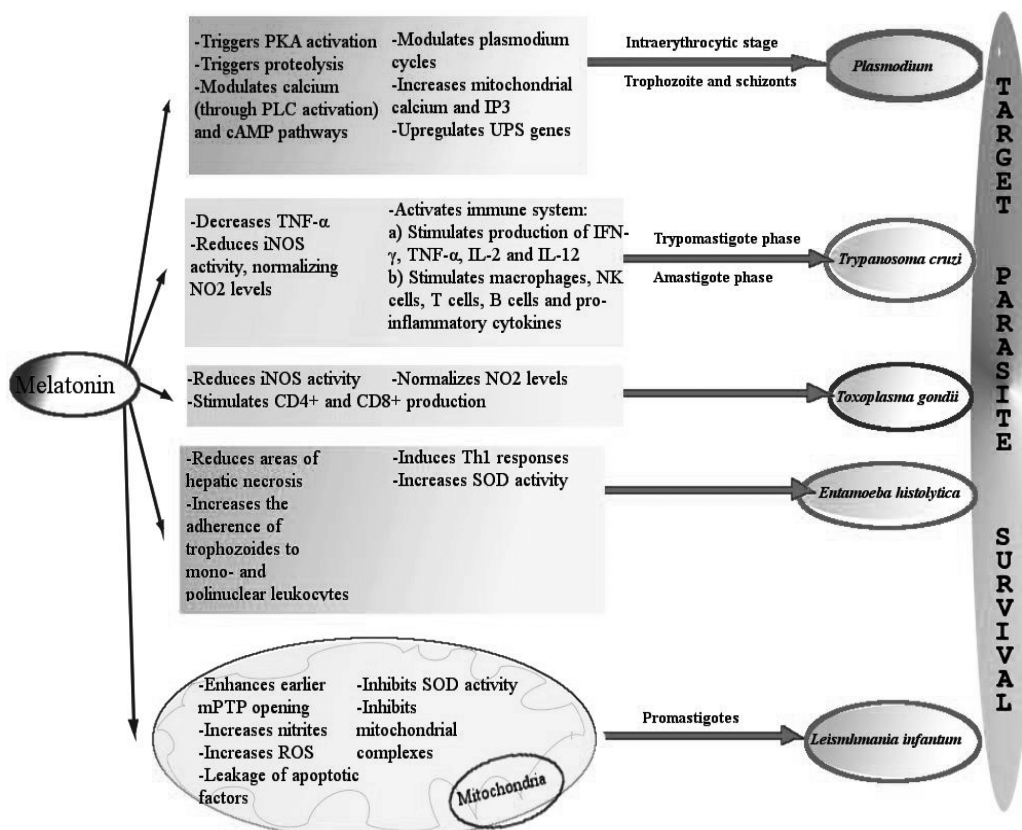 -Triggers PKA activation
-Triggers proteolysis
-Modulates calcium
(through PLC activation)
and cAMP pathways
-Modulates plasmodium
cycles
-Increases mitochondrial
calcium and IP3
-Upregulates UPS genes
Intraerythrocytic stage
Trophozoite and schizonts
Plasmodium
-Decreases TNF-α
-Reduces iNOS
activity, normalizing
NO2 levels
-Activates immune system:
a) Stimulates production of IFN-
γ, TNF-α, IL-2 and IL-12
b) Stimulates macrophages, NK
cells, T cells, B cells and pro-
inflammatory cytokines
Trypomastigote phase
Amastigote phase
Trypanosoma cruzi
Melatonin
-Reduces iNOS activity
-Stimulates CD4+ and CD8+ production
-Normalizes NO2 levels
Toxoplasma gondii
-Reduces areas of
hepatic necrosis
-Increases the
adherence of
trophozoides to
mono- and
polinuclear leukocytes
-Induces Th1 responses
-Increases SOD activity
Entamoeba histolytica
-Enhances earlier
mPTP opening
-Increases nitrites
-Increases ROS
-Leakage of apoptotic
factors
-Inhibits SOD activity
-Inhibits
mitochondrial
complexes
Mitochondria
Promastigotes
Leismhmania infantum
TARGET PARASITE SURVIVAL